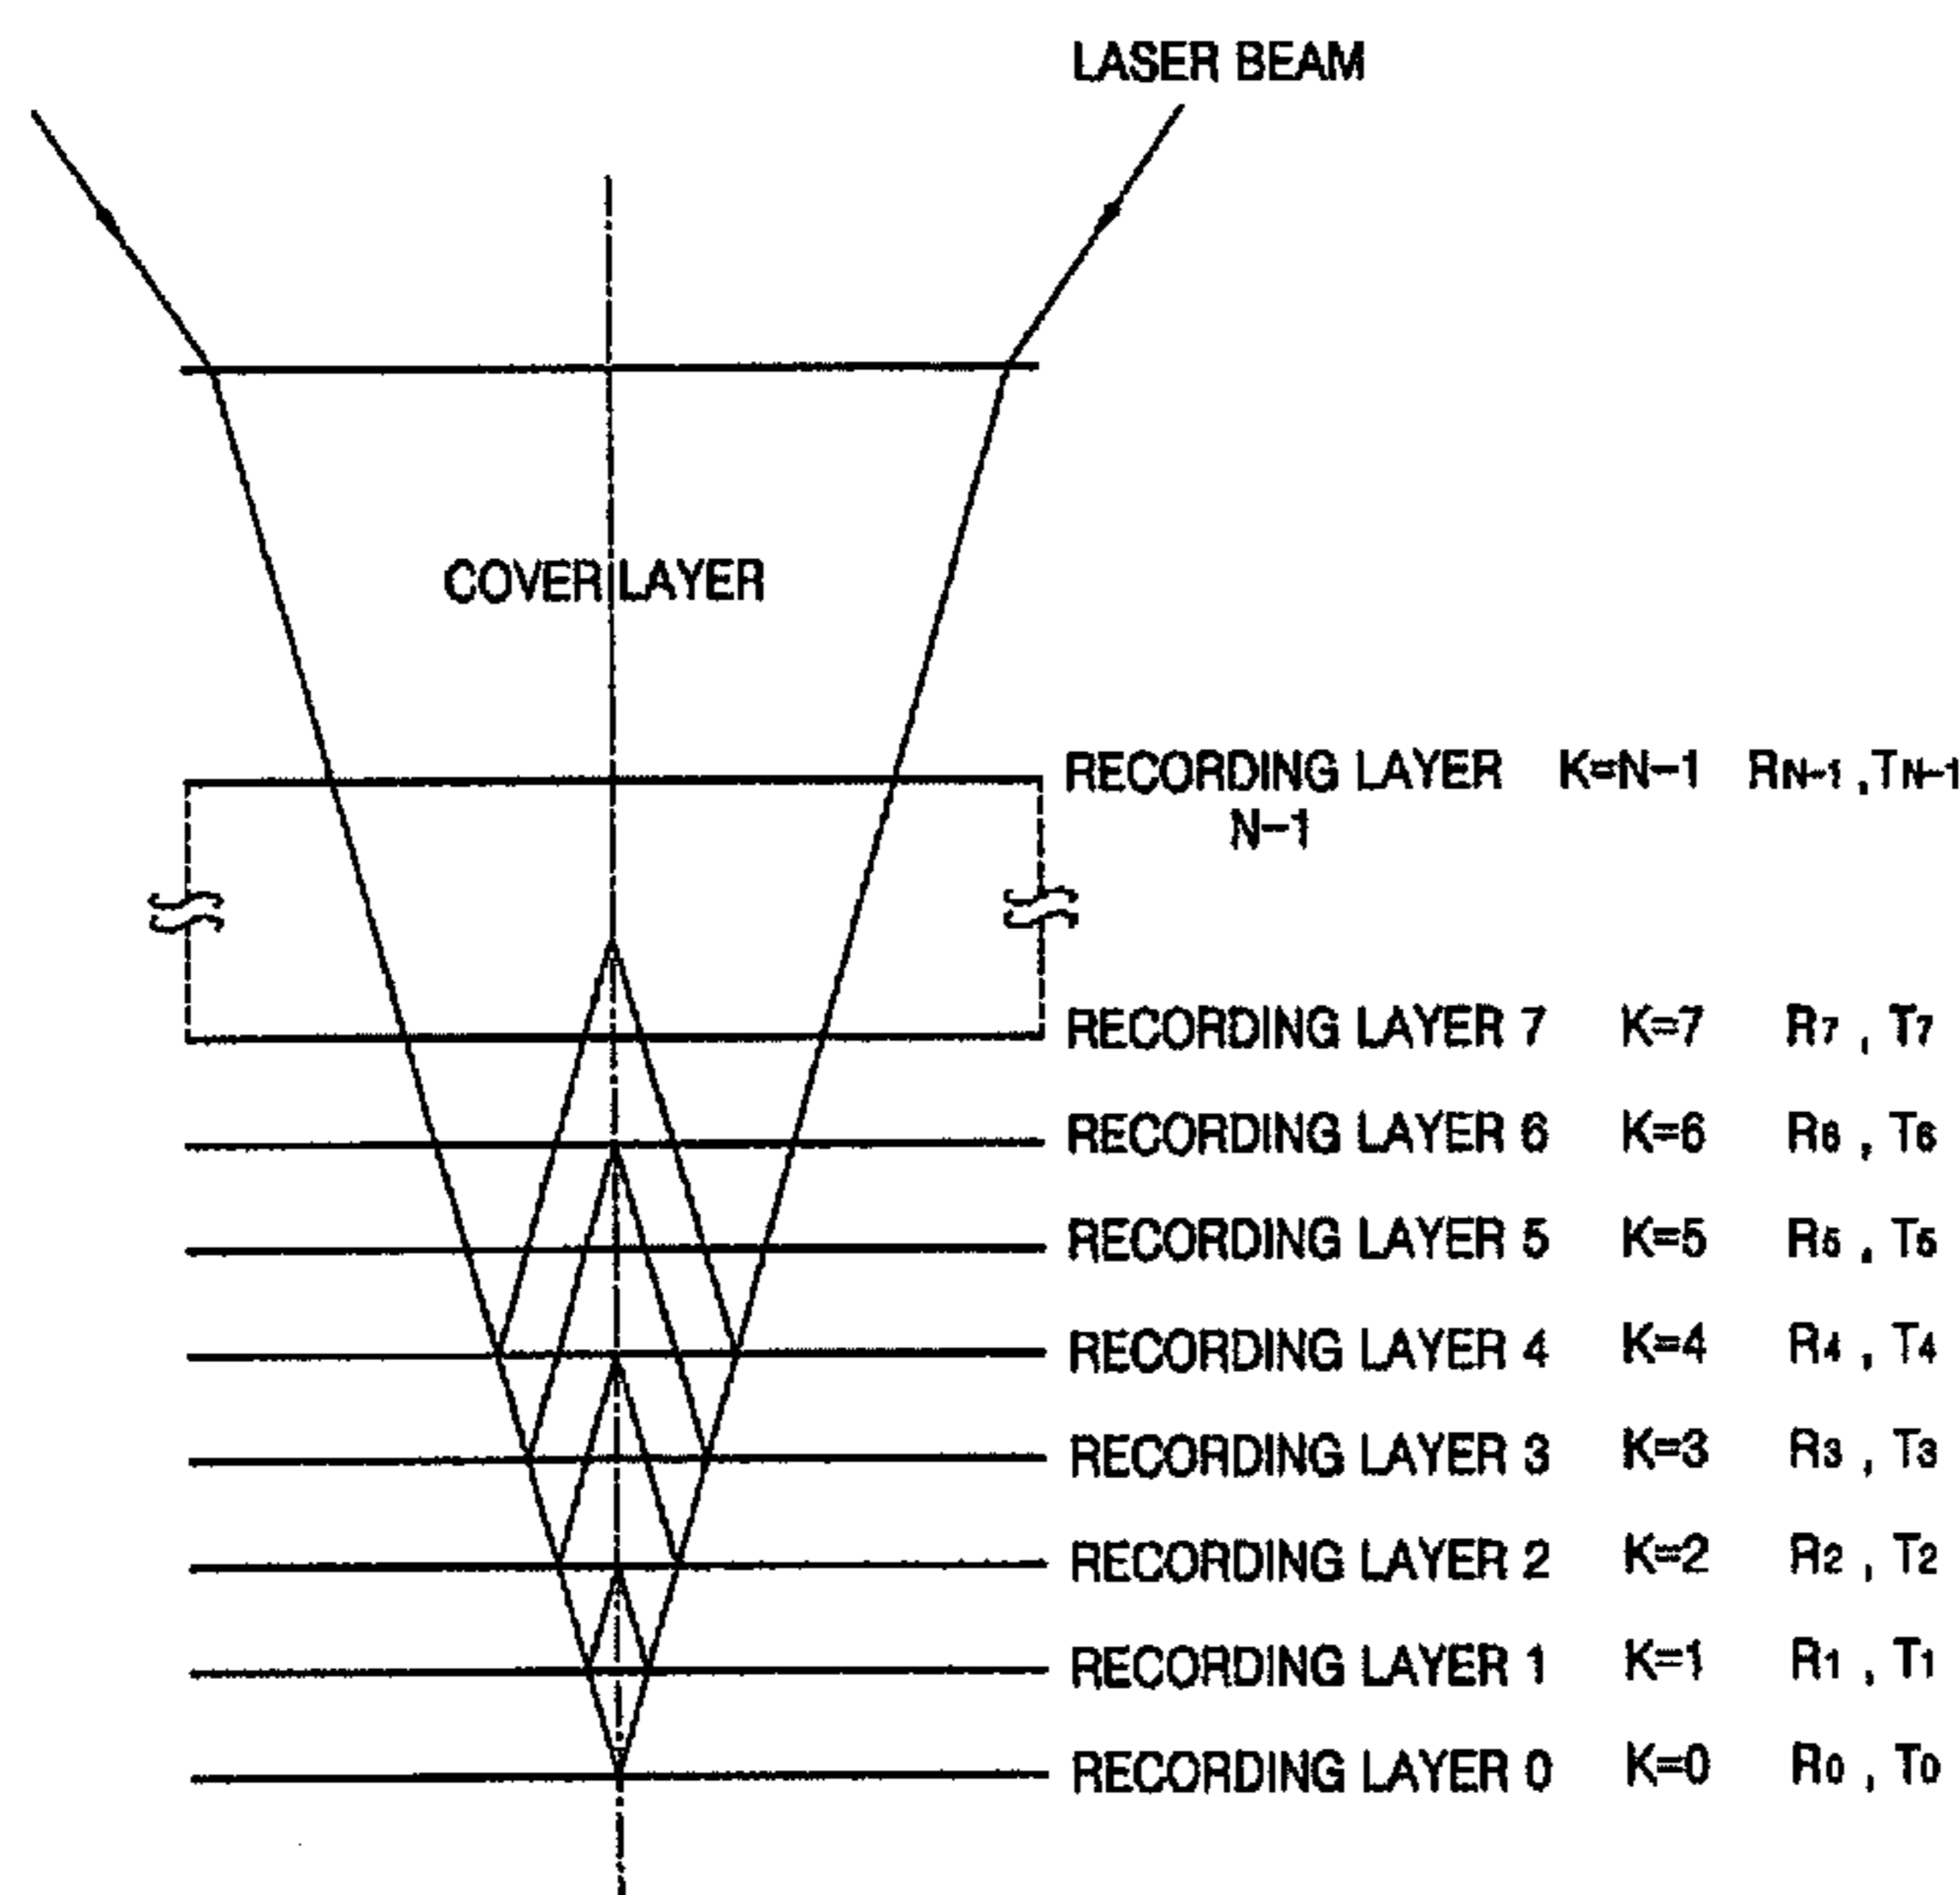 LASER BEAM
COVER LAYER
RECORDING LAYER K=N-1 RN-1 , TN-1
N-1
RECORDING LAYER 7 K=7 R7 , T7
RECORDING LAYER 6 K=6 R6 , T6
RECORDING LAYER 5 K=5 R5 , T5
RECORDING LAYER 4 K=4 R4 , T4
RECORDING LAYER 3 K=3 R3 , T3
RECORDING LAYER 2 K=2 R2 , T2
RECORDING LAYER 1 K=1 R1 , T1
RECORDING LAYER 0 K=0 R0 , T0